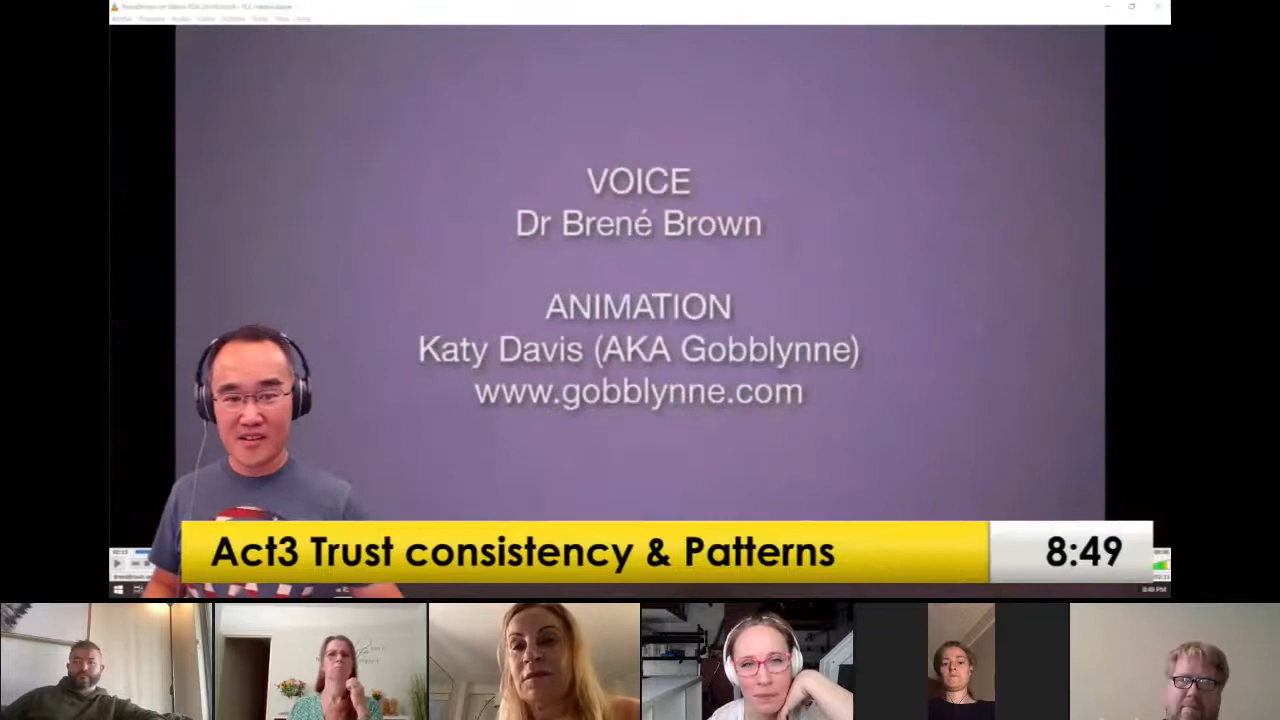 VOICE
Dr Brené Brown
ANIMATION
Katy Davis (AKA Gobblynne)
www.gobblynne.com
Act3 Trust consistency & Patterns
8:49